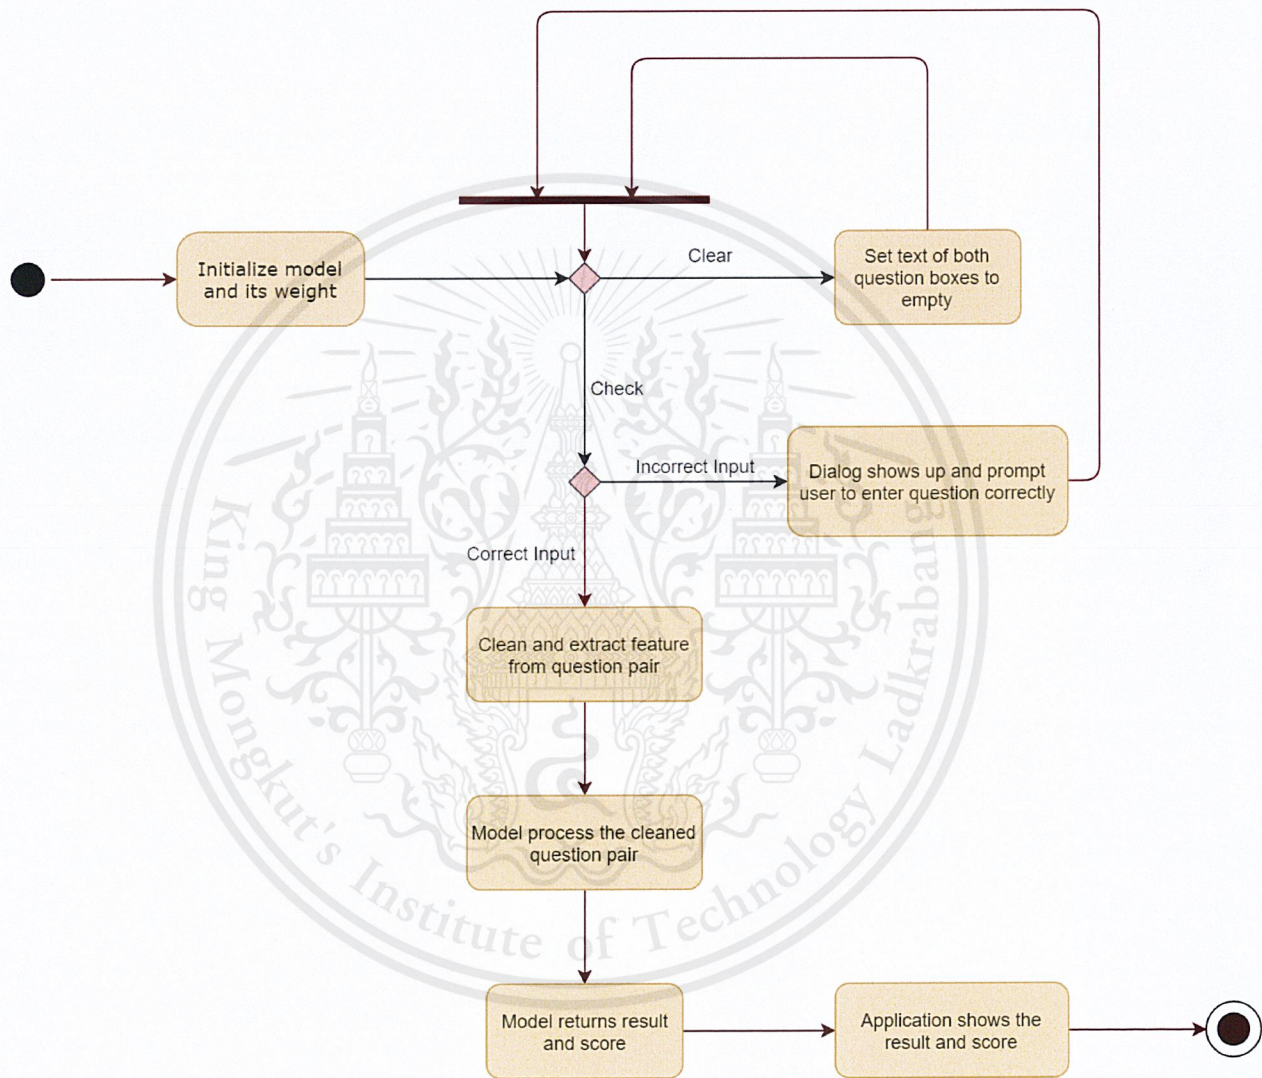 Initialize model
and its weight
Clear
Set text of both
question boxes to
empty
Check
Incorrect Input
Dialog shows up and prompt
user to enter question correctly
Correct Input
Clean and extract feature
from question pair
Model process the cleaned
question pair
Model returns result
and score
Application shows the
result and score
King Mongkut's Institute of Technology Ladkrabang